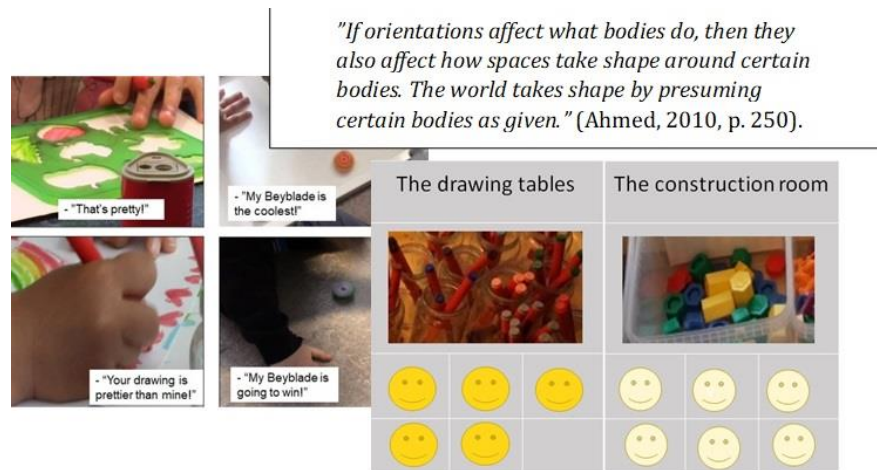 "If orientations affect what bodies do, then they
also affect how spaces take shape around certain
bodies. The world takes shape by presuming
certain bodies as given." (Ahmed, 2010, p. 250).
- "That's pretty!"
- "My Beyblade is
the coolest!"
- "Your drawing is
prettier than mine!"
- "My Beyblade is
going to win!"
The drawing tables
The construction room